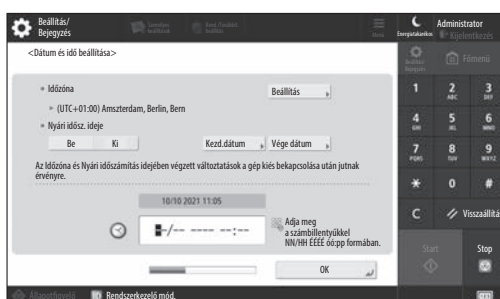 Beállítás/
Bejegyzés
Energiatakarékos
Administrator
Kijelentkezés
<Dátum és idő beállítása>
Főmenü
Időzóna
Beállítás
(UTC+01:00) Amszterdam, Berlin, Bern
Nyári idősz. ideje
Be Ki Kezd.dátum Vége dátum
Az Időzóna és Nyári időszámítás idejében végzett változtatások a gép kiés bekapcsolása után jutnak
érvényre.
10/10 2021 11:05
-/-- ---- --:--
Adja meg
a számbillentyűkkel
NN/HH ÉÉÉÉ óó:pp formában.
OK
Állapotfigyelő Rendszerkezelő mód.
1 2 ABC 3 DEF
4 GHI 5 JKL 6 MNO
7 PQRS 8 TUV 9 WXYZ
* 0 #
C Visszaállítá
Start Stop